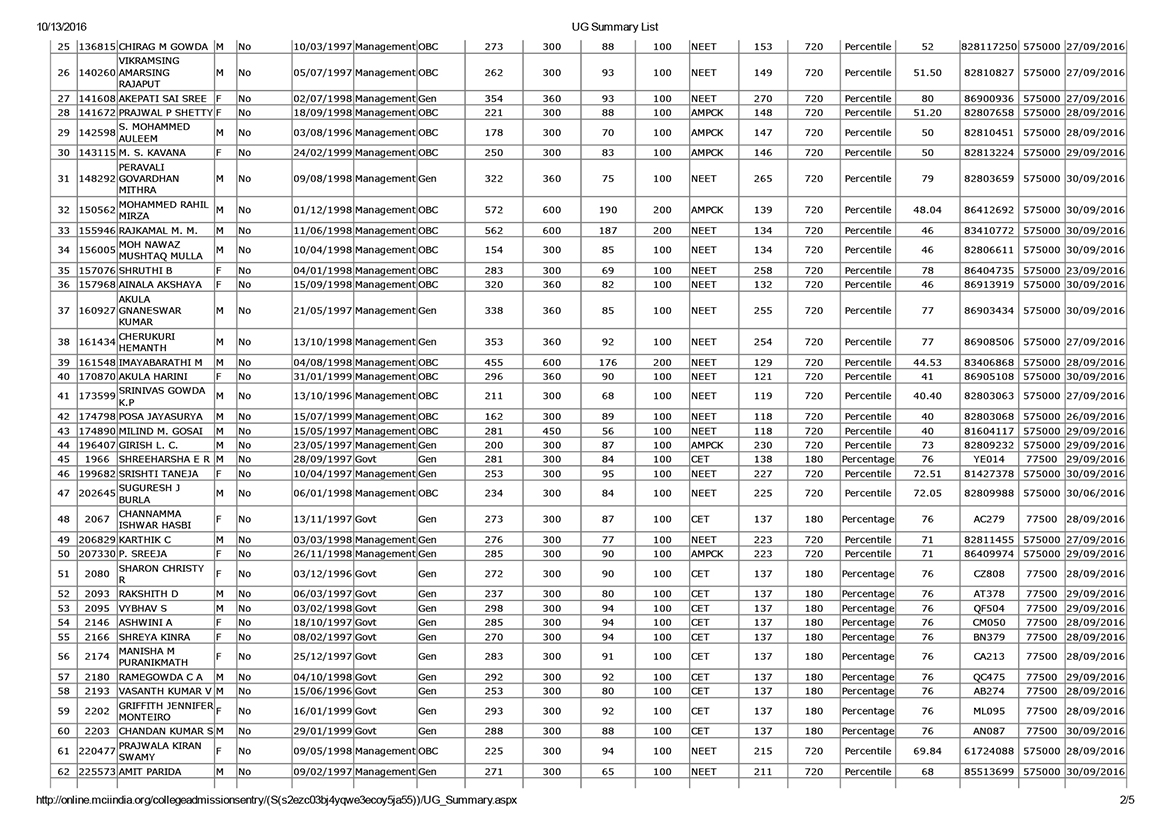 10/13/2016 UG Summary List
25 136815 CHIRAG M GOWDA M No 10/03/1997 Management OBC 273 300 88 100 NEET 153 720 Percentile 52 828117250 575000 27/09/2016
VIKRAMSING
26 140260 AMARSING M No 05/07/1997 Management OBC 262 300 93 100 NEET 149 720 Percentile 51.50 82810827 575000 27/09/2016
RAJAPUT
27 141608 AKEPATI SAI SREE F No 02/07/1998 Management Gen 354 360 93 100 NEET 270 720 Percentile 80 86900936 575000 27/09/2016
28 141672 PRAJWAL P SHETTY F No 18/09/1998 Management OBC 221 300 88 100 AMPCK 148 720 Percentile 51.20 82807658 575000 28/09/2016
S. MOHAMMED
29 142598 M No 03/08/1996 Management OBC 178 300 70 100 AMPCK 147 720 Percentile 50 82810451 575000 28/09/2016
AULEEM
30 143115 M. S. KAVANA F No 24/02/1999 Management OBC 250 300 83 100 AMPCK 146 720 Percentile 50 82813224 575000 29/09/2016
PERAVALI
31 148292 GOVARDHAN M No 09/08/1998 Management Gen 322 360 75 100 NEET 265 720 Percentile 79 82803659 575000 30/09/2016
MITHRA
MOHAMMED RAHIL
32 150562 M No 01/12/1998 Management OBC 572 600 190 200 AMPCK 139 720 Percentile 48.04 86412692 575000 30/09/2016
MIRZA
33 155946 RAJKAMAL M. M. M No 11/06/1998 Management OBC 562 600 187 200 NEET 134 720 Percentile 46 83410772 575000 30/09/2016
MOH NAWAZ
34 156005 M No 10/04/1998 Management OBC 154 300 85 100 NEET 134 720 Percentile 46 82806611 575000 30/09/2016
MUSHTAQ MULLA
35 157076 SHRUTHI B F No 04/01/1998 Management OBC 283 300 69 100 NEET 258 720 Percentile 78 86404735 575000 23/09/2016
36 157968 AINALA AKSHAYA F No 15/09/1998 Management OBC 320 360 82 100 NEET 132 720 Percentile 46 86913919 575000 30/09/2016
AKULA
37 160927 GNANESWAR M No 21/05/1997 Management Gen 338 360 85 100 NEET 255 720 Percentile 77 86903434 575000 30/09/2016
KUMAR
CHERUKURI
38 161434 M No 13/10/1998 Management Gen 353 360 92 100 NEET 254 720 Percentile 77 86908506 575000 27/09/2016
HEMANTH
39 161548 IMAYABARATHI M M No 04/08/1998 Management OBC 455 600 176 200 NEET 129 720 Percentile 44.53 83406868 575000 28/09/2016
40 170870 AKULA HARINI F No 31/01/1999 Management OBC 296 360 90 100 NEET 121 720 Percentile 41 86905108 575000 30/09/2016
SRINIVAS GOWDA
41 173599 M No 13/10/1996 Management OBC 211 300 68 100 NEET 119 720 Percentile 40.40 82803063 575000 27/09/2016
K.P
42 174798 POSA JAYASURYA M No 15/07/1999 Management OBC 162 300 89 100 NEET 118 720 Percentile 40 82803068 575000 26/09/2016
43 174890 MILIND M. GOSAI M No 15/05/1997 Management OBC 281 450 56 100 NEET 118 720 Percentile 40 81604117 575000 29/09/2016
44 196407 GIRISH L. C. M No 23/05/1997 Management Gen 200 300 87 100 AMPCK 230 720 Percentile 73 82809232 575000 29/09/2016
45 1966 SHREEHARSHA E R M No 28/09/1997 Govt Gen 281 300 84 100 CET 138 180 Percentage 76 YE014 77500 29/09/2016
46 199682 SRISHTI TANEJA F No 10/04/1997 Management Gen 253 300 95 100 NEET 227 720 Percentile 72.51 81427378 575000 30/09/2016
SUGURESH J
47 202645 M No 06/01/1998 Management OBC 234 300 84 100 NEET 225 720 Percentile 72.05 82809988 575000 30/06/2016
BURLA
CHANNAMMA
48 2067 F No 13/11/1997 Govt Gen 273 300 87 100 CET 137 180 Percentage 76 AC279 77500 28/09/2016
ISHWAR HASBI
49 206829 KARTHIK C M No 03/03/1998 Management Gen 276 300 77 100 NEET 223 720 Percentile 71 82811455 575000 27/09/2016
50 207330 P. SREEJA F No 26/11/1998 Management Gen 285 300 90 100 AMPCK 223 720 Percentile 71 86409974 575000 29/09/2016
SHARON CHRISTY
51 2080 F No 03/12/1996 Govt Gen 272 300 90 100 CET 137 180 Percentage 76 CZ808 77500 28/09/2016
R
52 2093 RAKSHITH D M No 06/03/1997 Govt Gen 237 300 80 100 CET 137 180 Percentage 76 AT378 77500 29/09/2016
53 2095 VYBHAV S M No 03/02/1998 Govt Gen 298 300 94 100 CET 137 180 Percentage 76 QF504 77500 29/09/2016
54 2146 ASHWINI A F No 18/10/1997 Govt Gen 285 300 94 100 CET 137 180 Percentage 76 CM050 77500 28/09/2016
55 2166 SHREYA KINRA F No 08/02/1997 Govt Gen 270 300 94 100 CET 137 180 Percentage 76 BN379 77500 28/09/2016
MANISHA M
56 2174 F No 25/12/1997 Govt Gen 283 300 91 100 CET 137 180 Percentage 76 CA213 77500 28/09/2016
PURANIKMATH
57 2180 RAMEGOWDA C A M No 04/10/1998 Govt Gen 292 300 92 100 CET 137 180 Percentage 76 QC475 77500 29/09/2016
58 2193 VASANTH KUMAR V M No 15/06/1996 Govt Gen 253 300 80 100 CET 137 180 Percentage 76 AB274 77500 28/09/2016
GRIFFITH JENNIFER
59 2202 F No 16/01/1999 Govt Gen 293 300 92 100 CET 137 180 Percentage 76 ML095 77500 28/09/2016
MONTEIRO
60 2203 CHANDAN KUMAR S M No 29/01/1999 Govt Gen 288 300 88 100 CET 137 180 Percentage 76 AN087 77500 30/09/2016
PRAJWALA KIRAN
61 220477 F No 09/05/1998 Management OBC 225 300 94 100 NEET 215 720 Percentile 69.84 61724088 575000 28/09/2016
SWAMY
62 225573 AMIT PARIDA M No 09/02/1997 Management Gen 271 300 65 100 NEET 211 720 Percentile 68 85513699 575000 30/09/2016
http://online.mciindia.org/collegeadmissionsentry/(S(s2ezc03bj4yqwe3ecoy5ja55))/UG_Summary.aspx 2/5